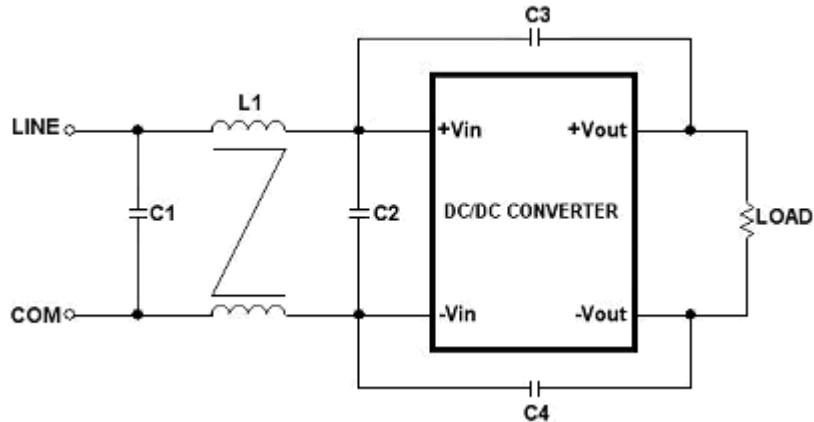 C3
L1
LINE
+Vin
+Vout
C1
C2
DC/DC CONVERTER
LOAD
COM
-Vin
-Vout
C4